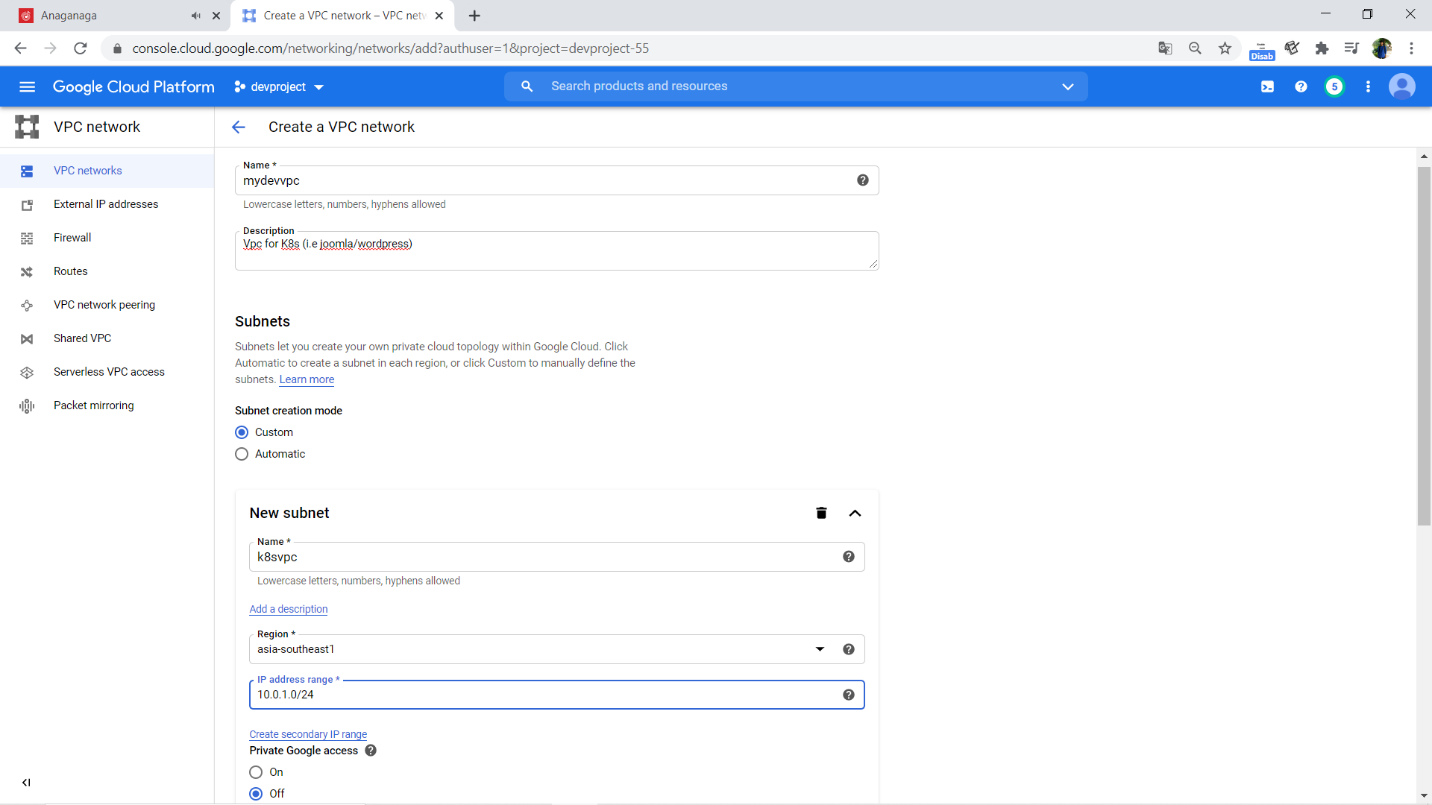 Anaganaga
Create a VPC network – VPC netw
console.cloud.google.com/networking/networks/add?authuser=1&project=devproject-55
Disab
Google Cloud Platform
devproject
Search products and resources
5
VPC network
Create a VPC network
VPC networks
External IP addresses
Firewall
Routes
VPC network peering
Shared VPC
Serverless VPC access
Packet mirroring
Name *
mydevvpc
Lowercase letters, numbers, hyphens allowed
Description
Vpc for K8s (i.e joomla/wordpress)
Subnets
Subnets let you create your own private cloud topology within Google Cloud. Click
Automatic to create a subnet in each region, or click Custom to manually define the
subnets. Learn more
Subnet creation mode
Custom
Automatic
New subnet
Name *
k8svpc
Lowercase letters, numbers, hyphens allowed
Add a description
Region *
asia-southeast1
IP address range *
10.0.1.0/24
Create secondary IP range
Private Google access
On
Off